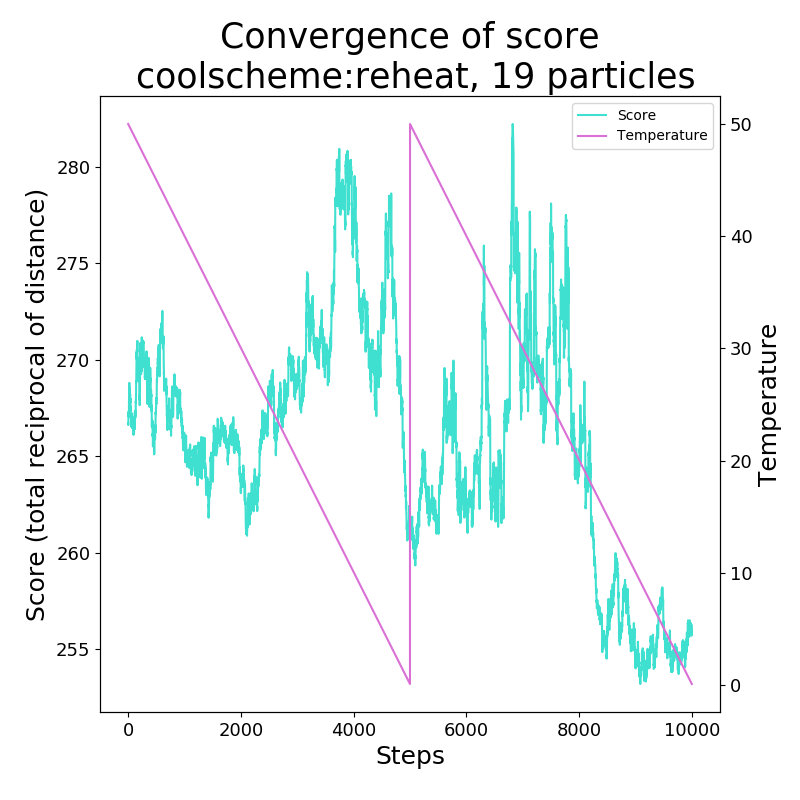 Convergence of score
coolscheme:reheat, 19 particles
Score
Temperature
Score (total reciprocal of distance)
280
275
270
265
260
255
50
40
30
20
10
0
Temperature
0
2000
4000
6000
8000
10000
Steps